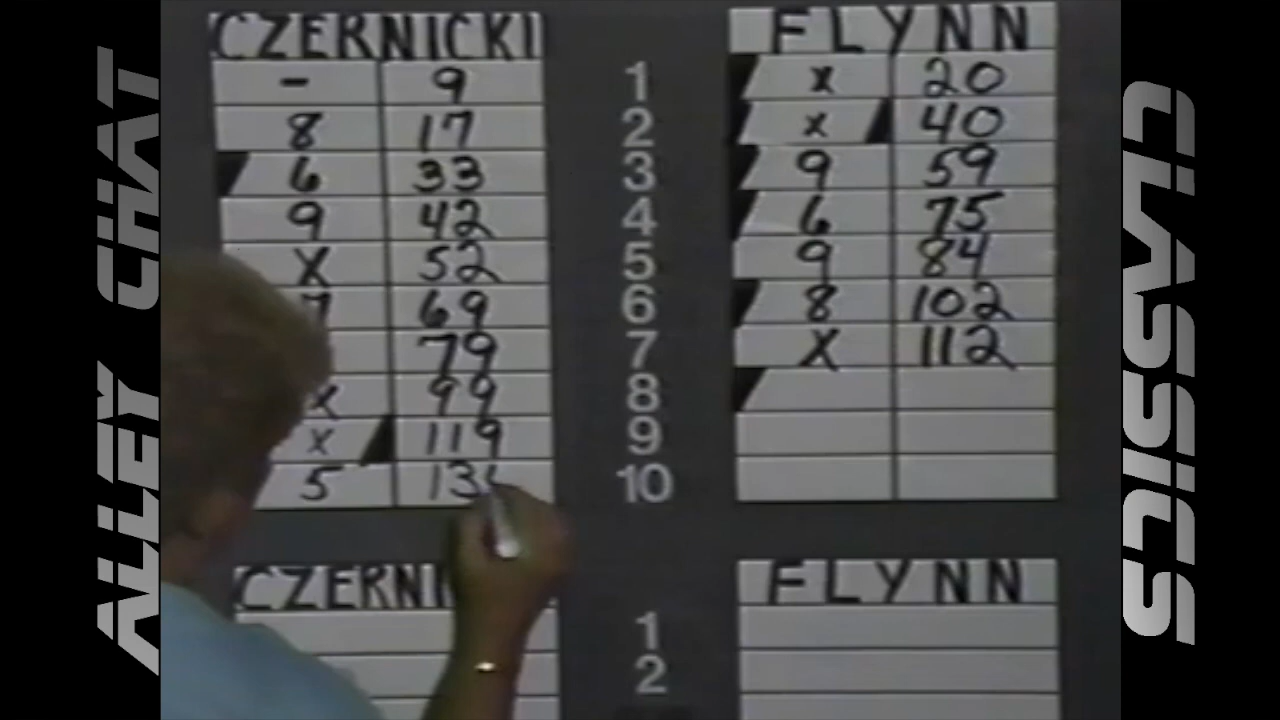 ALLEY CHAT
CLASSICS
CZERNICKI FLYNN
- 9 1 X 20
8 17 2 X 40
6 33 3 9 59
9 42 4 6 75
X 52 5 9 84
7 69 6 8 102
79 7 X 112
X 99 8
X 119 9
5 10
FLYNN
1
2